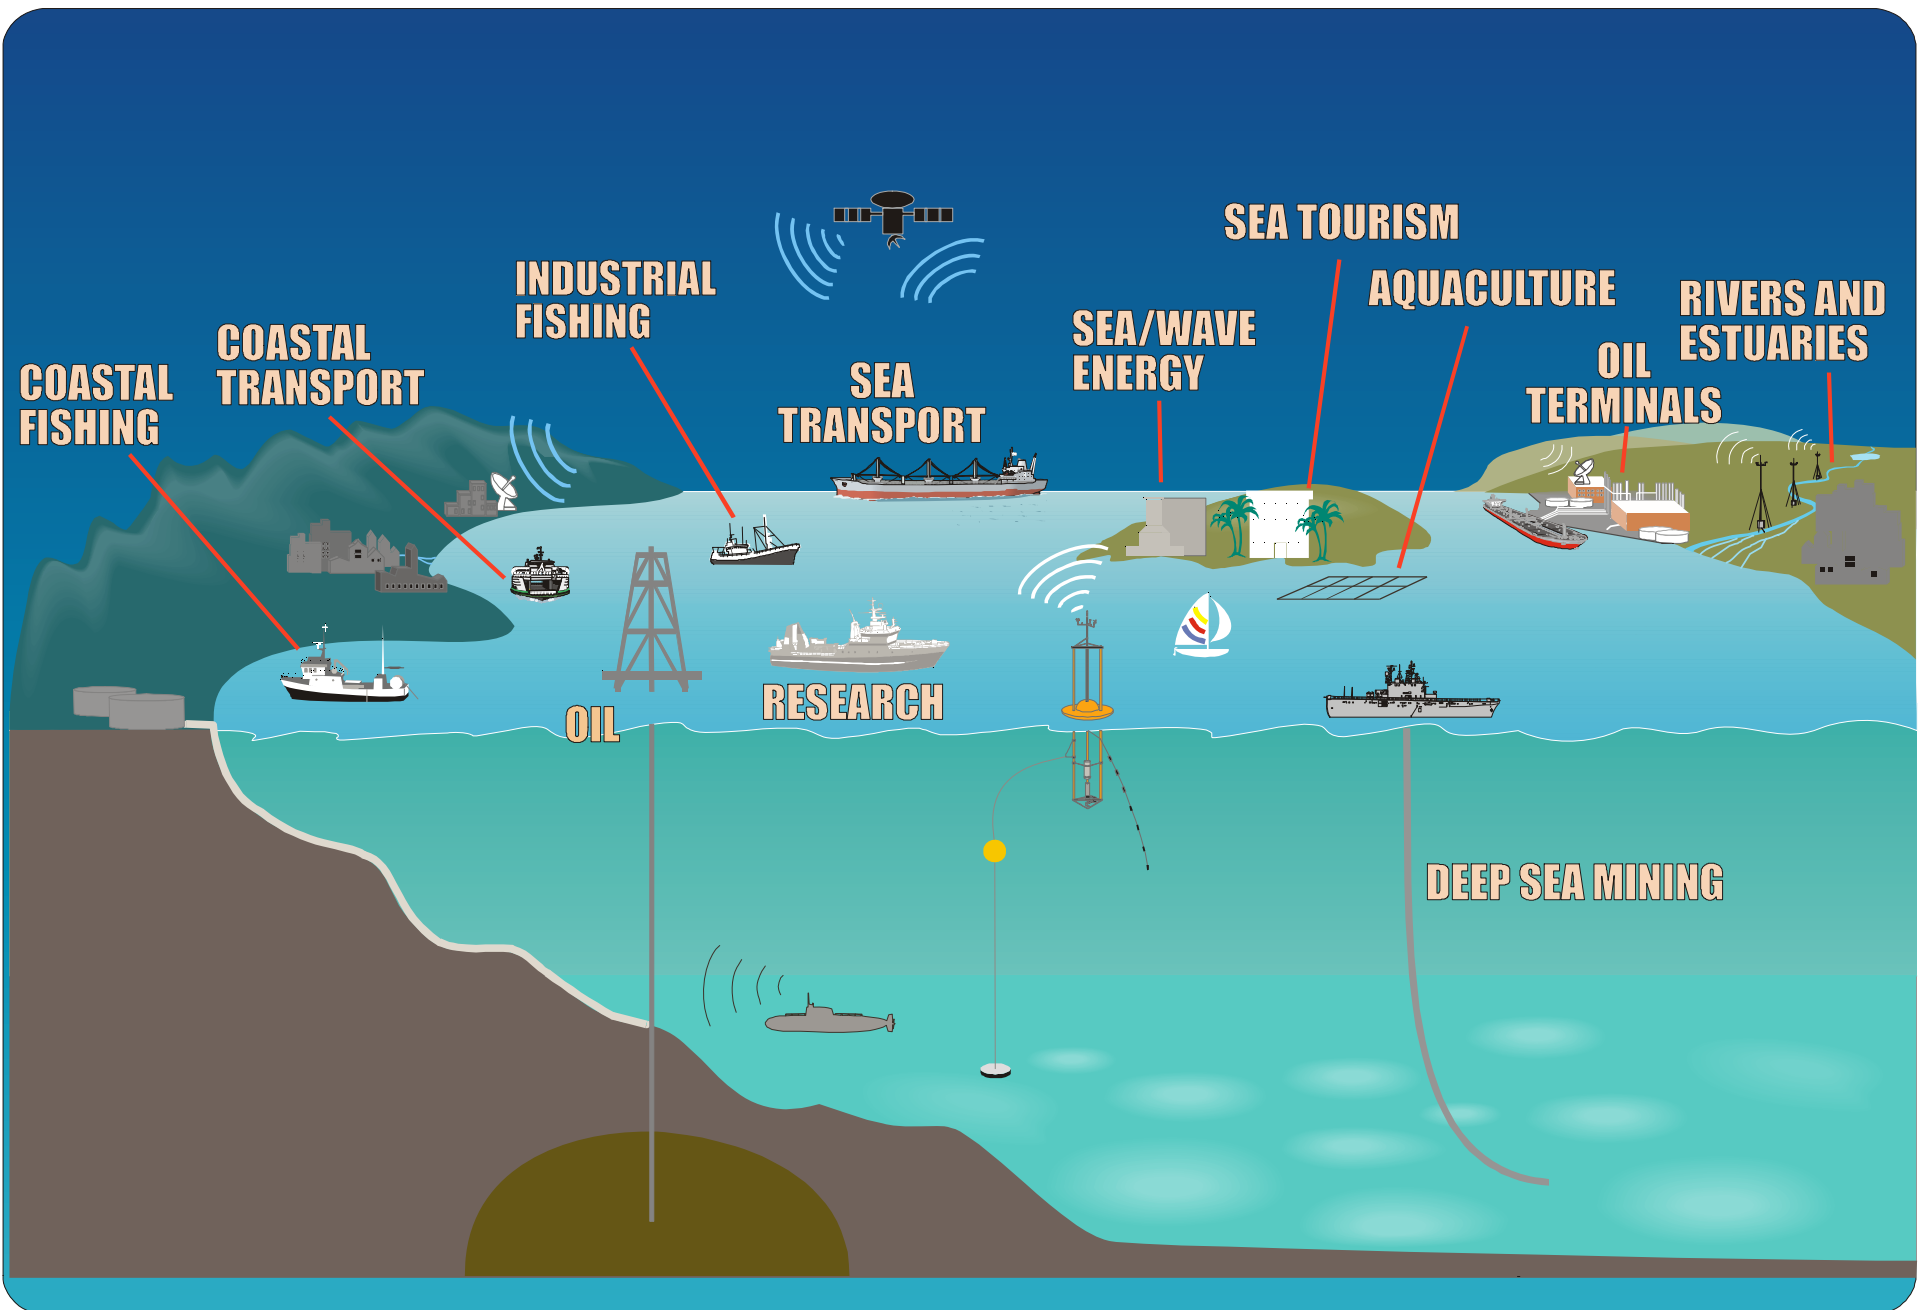 SEA TOURISM
INDUSTRIAL
FISHING
AQUACULTURE
RIVERS AND
ESTUARIES
SEA/WAVE
ENERGY
COASTAL
TRANSPORT
OIL
TERMINALS
SEA
TRANSPORT
COASTAL
FISHING
RESEARCH
OIL
DEEP SEA MINING